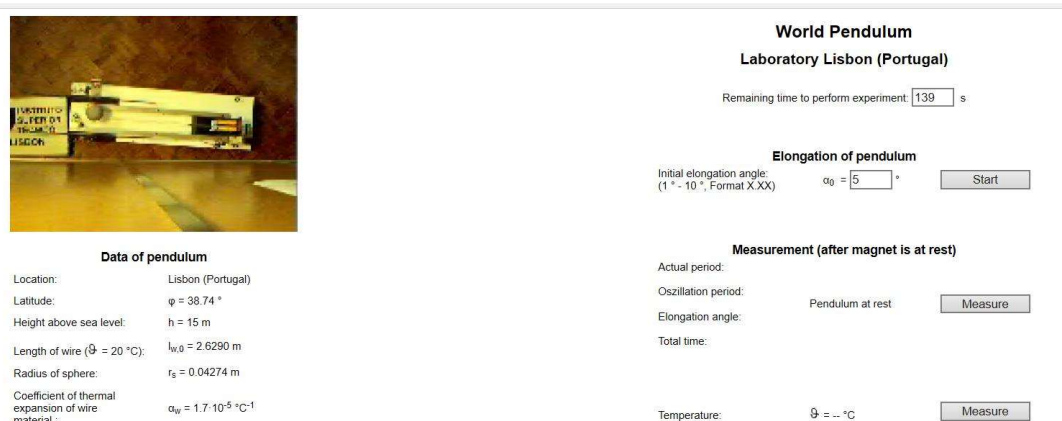 INSTITUTO
SUPERIOR
TECNICO
LISBON
Data of pendulum
Location: Lisbon (Portugal)
Latitude: φ = 38.74 °
Height above sea level: h = 15 m
Length of wire (ϑ = 20 °C): lw,0 = 2.6290 m
Radius of sphere: rs = 0.04274 m
Coefficient of thermal
expansion of wire αw = 1.7·10-5 °C-1
material :
World Pendulum
Laboratory Lisbon (Portugal)
Remaining time to perform experiment: 139 s
Elongation of pendulum
Initial elongation angle:
(1 ° - 10 °, Format X.XX) α0 = 5 ° Start
Measurement (after magnet is at rest)
Actual period:
Oszillation period:
Pendulum at rest Measure
Elongation angle:
Total time:
Temperature: ϑ = -- °C Measure